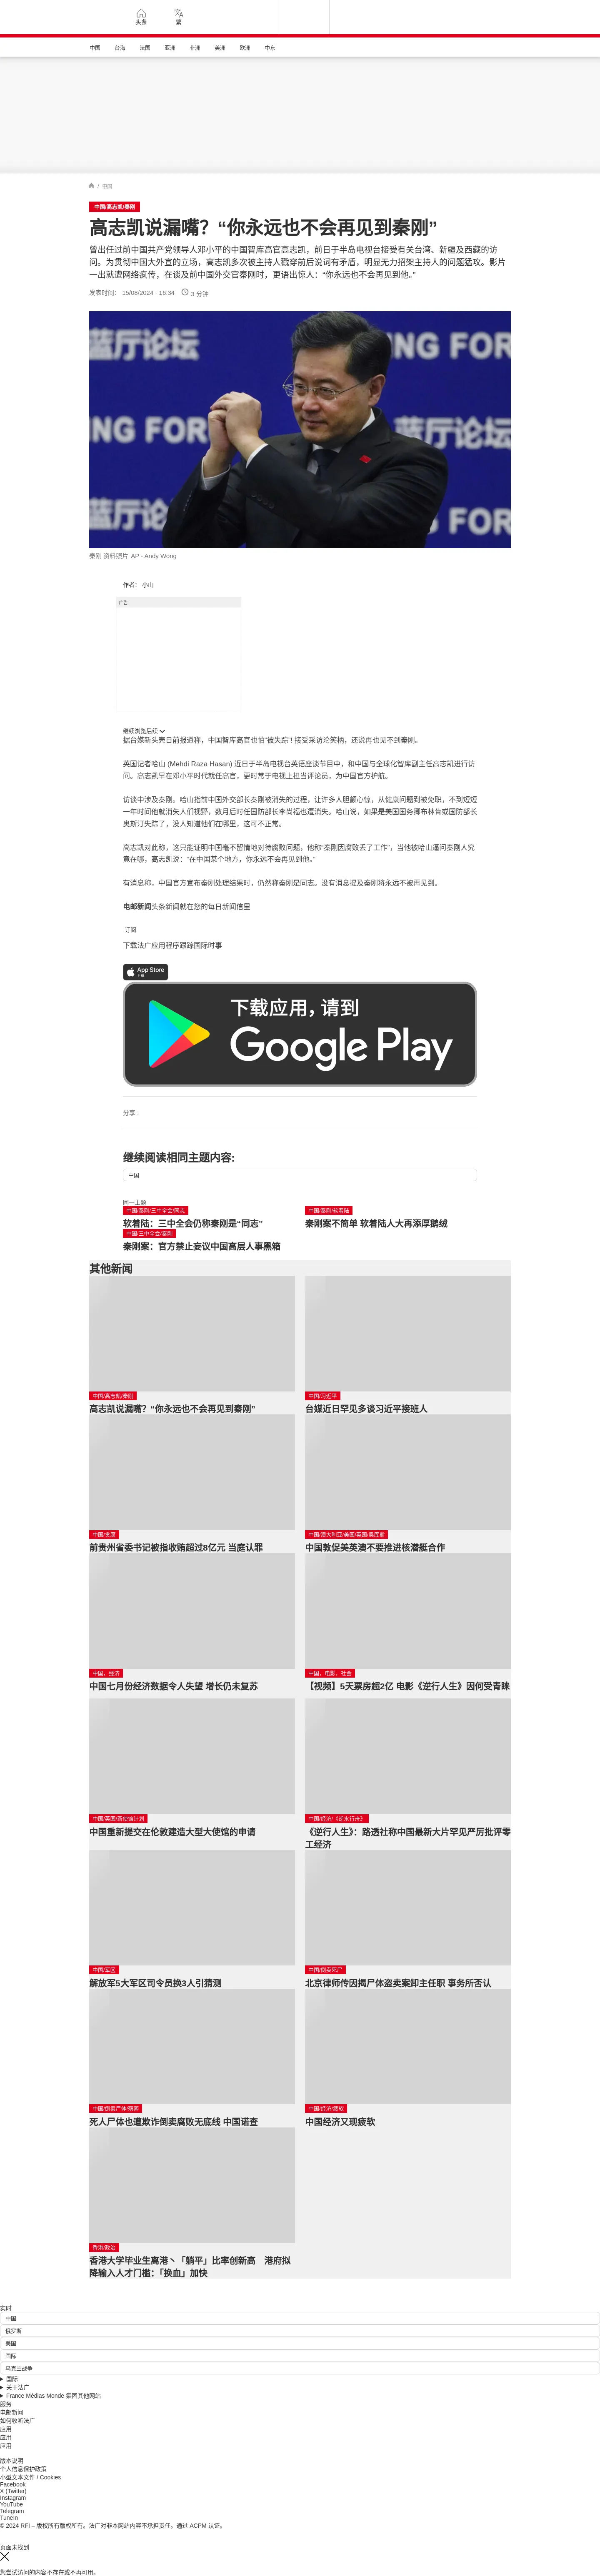 头条
繁
中国
台海
法国
亚洲
非洲
美洲
欧洲
中东
/ 中国
中国/高志凯/秦刚
高志凯说漏嘴？“你永远也不会再见到秦刚”
曾出任过前中国共产党领导人邓小平的中国智库高官高志凯，前日于半岛电视台接受有关台湾、新疆及西藏的访
问。为贯彻中国大外宣的立场，高志凯多次被主持人戳穿前后说词有矛盾，明显无力招架主持人的问题猛攻。影片
一出就遭网络疯传，在谈及前中国外交官秦刚时，更语出惊人：“你永远也不会再见到他。”
发表时间： 15/08/2024 - 16:34
3 分钟
蓝厅论坛
ING FORUM
蓝厅论坛
FORUM
秦刚 资料照片 AP - Andy Wong
作者： 小山
广告
继续浏览后续
据台媒新头壳日前报道称，中国智库高官也怕“被失踪”! 接受采访沦笑柄，还说再也见不到秦刚。
英国记者哈山 (Mehdi Raza Hasan) 近日于半岛电视台英语座谈节目中，和中国与全球化智库副主任高志凯进行访
问。高志凯早在邓小平时代就任高官，更时常于电视上担当评论员，为中国官方护航。
访谈中涉及秦刚。哈山指前中国外交部长秦刚被消失的过程，让许多人胆颤心惊，从健康问题到被免职，不到短短
一年时间他就消失人们视野，数月后时任国防部长李尚福也遭消失。哈山说，如果是美国国务卿布林肯或国防部长
奥斯汀失踪了，没人知道他们在哪里，这可不正常。
高志凯对此称，这只能证明中国毫不留情地对待腐败问题，他称“秦刚因腐败丢了工作”，当他被哈山逼问秦刚人究
竟在哪，高志凯说：“在中国某个地方，你永远不会再见到他。”
有消息称，中国官方宣布秦刚处理结果时，仍然称秦刚是同志。没有消息提及秦刚将永远不被再见到。
电邮新闻头条新闻就在您的每日新闻信里
订阅
下载法广应用程序跟踪国际时事
App Store
下载
下载应用，请到
Google Play
分享 :
继续阅读相同主题内容:
中国
同一主题
中国/秦刚/三中全会/同志
软着陆：三中全会仍称秦刚是“同志”
中国/秦刚/软着陆
秦刚案不简单 软着陆人大再添厚鹅绒
中国/三中全会/秦刚
秦刚案：官方禁止妄议中国高层人事黑箱
其他新闻
中国/高志凯/秦刚
高志凯说漏嘴？“你永远也不会再见到秦刚”
中国/习近平
台媒近日罕见多谈习近平接班人
中国/贪腐
前贵州省委书记被指收贿超过8亿元 当庭认罪
中国/澳大利亚/美国/英国/奥库斯
中国敦促美英澳不要推进核潜艇合作
中国，经济
中国七月份经济数据令人失望 增长仍未复苏
中国，电影，社会
【视频】5天票房超2亿 电影《逆行人生》因何受青睐
中国/英国/新使馆计划
中国重新提交在伦敦建造大型大使馆的申请
中国/经济/《逆水行舟》
《逆行人生》：路透社称中国最新大片罕见严厉批评零
工经济
中国/军区
解放军5大军区司令员换3人引猜测
中国/倒卖死尸
北京律师传因揭尸体盗卖案卸主任职 事务所否认
中国/倒卖尸体/殡葬
死人尸体也遭欺诈倒卖腐败无底线 中国诺查
中国/经济/疲软
中国经济又现疲软
香港/政治
香港大学毕业生离港丶「躺平」比率创新高　港府拟
降输入人才门槛：「换血」加快
实时
中国
俄罗斯
美国
国际
乌克兰战争
国际
关于法广
France Médias Monde 集团其他网站
服务
电邮新闻
如何收听法广
应用
应用
应用
版本说明
个人信息保护政策
小型文本文件 / Cookies
Facebook
X (Twitter)
Instagram
YouTube
Telegram
Tunein
© 2024 RFI – 版权所有版权所有。法广对非本网站内容不承担责任。通过 ACPM 认证。
页面未找到
您尝试访问的内容不存在或不再可用。